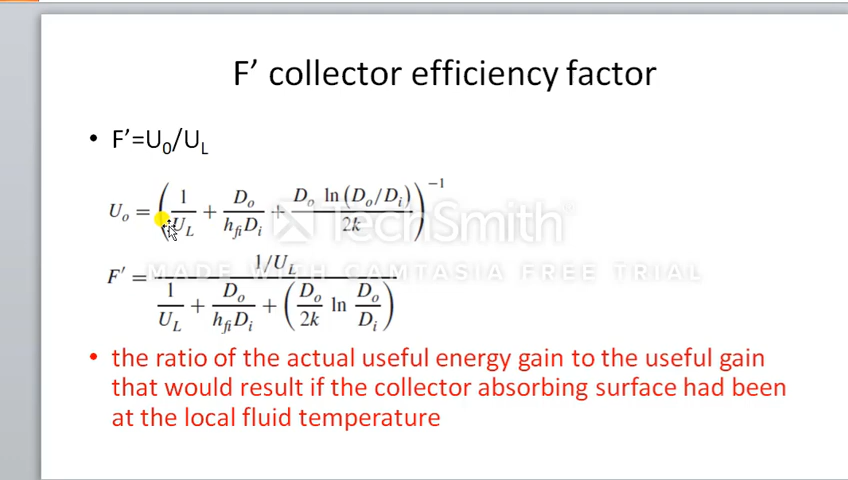 F’ collector efficiency factor
• F’=U₀/U_L
U_o = (1/U_L + D_o/(h_fi D_i) + D_o ln(D_o/D_i)/2k)⁻¹
TechSmith
MADE WITH CAMTASIA FREE TRIAL
F′ = (1/U_L)/(1/U_L + D_o/(h_fi D_i) + (D_o/2k ln D_o/D_i))
• the ratio of the actual useful energy gain to the useful gain
that would result if the collector absorbing surface had been
at the local fluid temperature